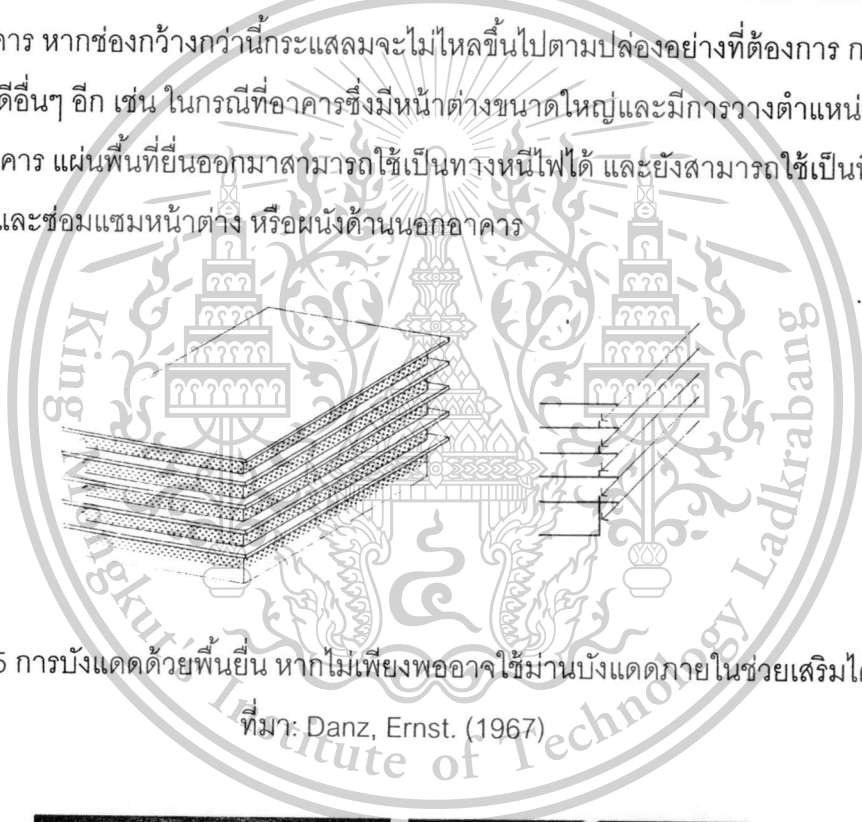 คาร หากช่องกว้างกว่านี้กระแสลมจะไม่ไหลขึ้นไปตามปล่องอย่างที่ต้องการ
ดีอื่นๆ อีก เช่น ในกรณีที่อาคารซึ่งมีหน้าต่างขนาดใหญ่และมีการวางตำแหน่
คาร แผ่นพื้นที่ยื่นออกมาสามารถใช้เป็นทางหนีไฟได้ และยังสามารถใช้เป็น
และซ่อมแซมหน้าต่าง หรือผนังด้านนอกอาคาร
King Mongkut's Institute of Technology Ladkrabang
5 การบังแดดด้วยพื้นยื่น หากไม่เพียงพออาจใช้ม่านบังแดดภายในช่วยเสริมได้
ที่มา: Danz, Ernst. (1967)